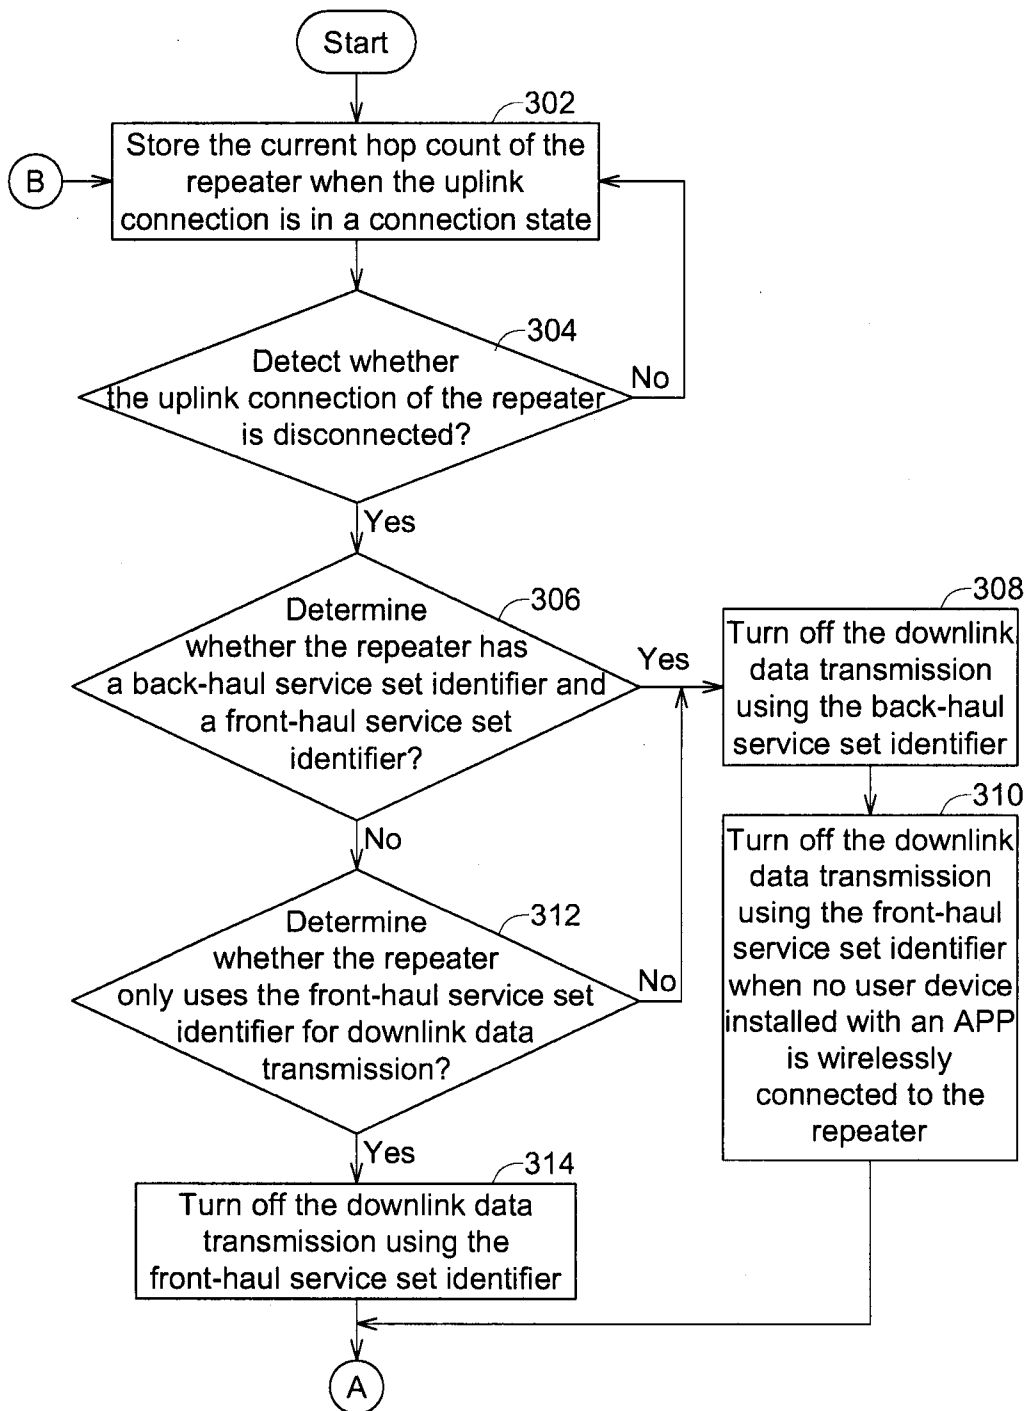 Start
302
Store the current hop count of the
repeater when the uplink
connection is in a connection state
B
304
Detect whether
the uplink connection of the repeater
is disconnected?
No
Yes
306
Determine
whether the repeater has
a back-haul service set identifier and
a front-haul service set
identifier?
Yes
308
Turn off the downlink
data transmission
using the back-haul
service set identifier
310
Turn off the downlink
data transmission
using the front-haul
service set identifier
when no user device
installed with an APP
is wirelessly
connected to the
repeater
No
312
Determine
whether the repeater
only uses the front-haul service set
identifier for downlink data
transmission?
No
Yes
314
Turn off the downlink data
transmission using the
front-haul service set identifier
A